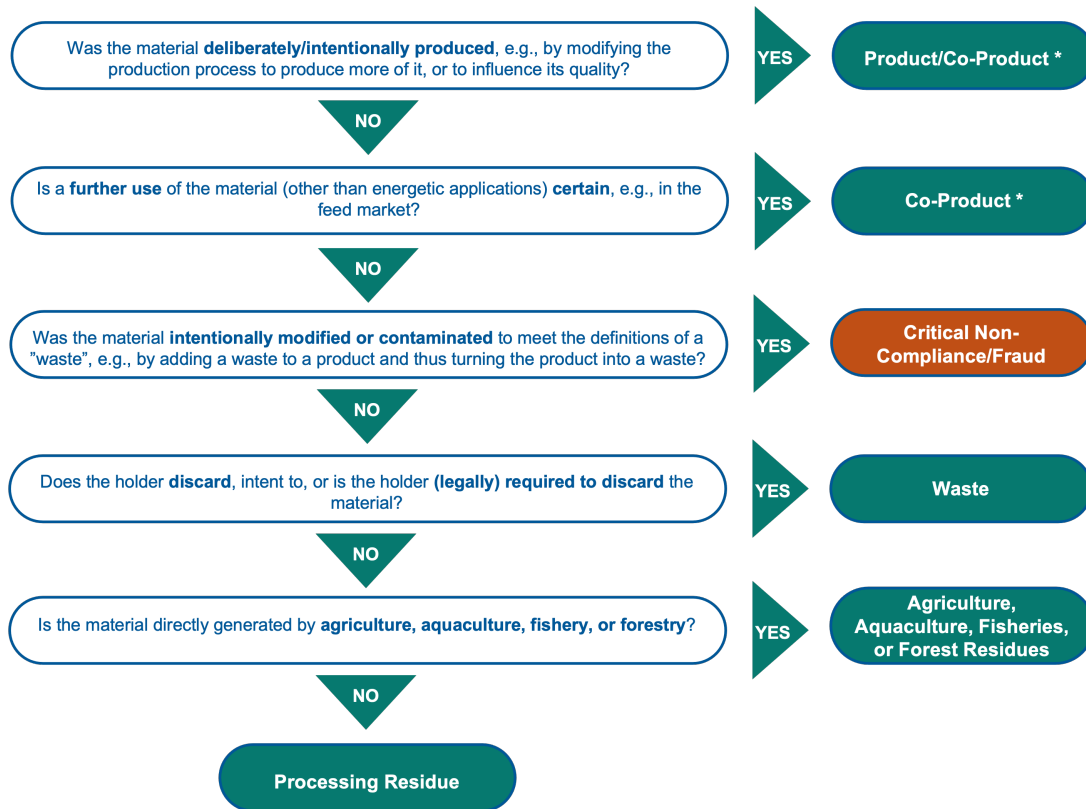 Was the material deliberately/intentionally produced, e.g., by modifying the
production process to produce more of it, or to influence its quality?
YES
Product/Co-Product *
NO
Is a further use of the material (other than energetic applications) certain, e.g., in the
feed market?
YES
Co-Product *
NO
Was the material intentionally modified or contaminated to meet the definitions of a
"waste", e.g., by adding a waste to a product and thus turning the product into a waste?
YES
Critical Non-
Compliance/Fraud
NO
Does the holder discard, intent to, or is the holder (legally) required to discard the
material?
YES
Waste
NO
Is the material directly generated by agriculture, aquaculture, fishery, or forestry?
YES
Agriculture,
Aquaculture, Fisheries,
or Forest Residues
NO
Processing Residue